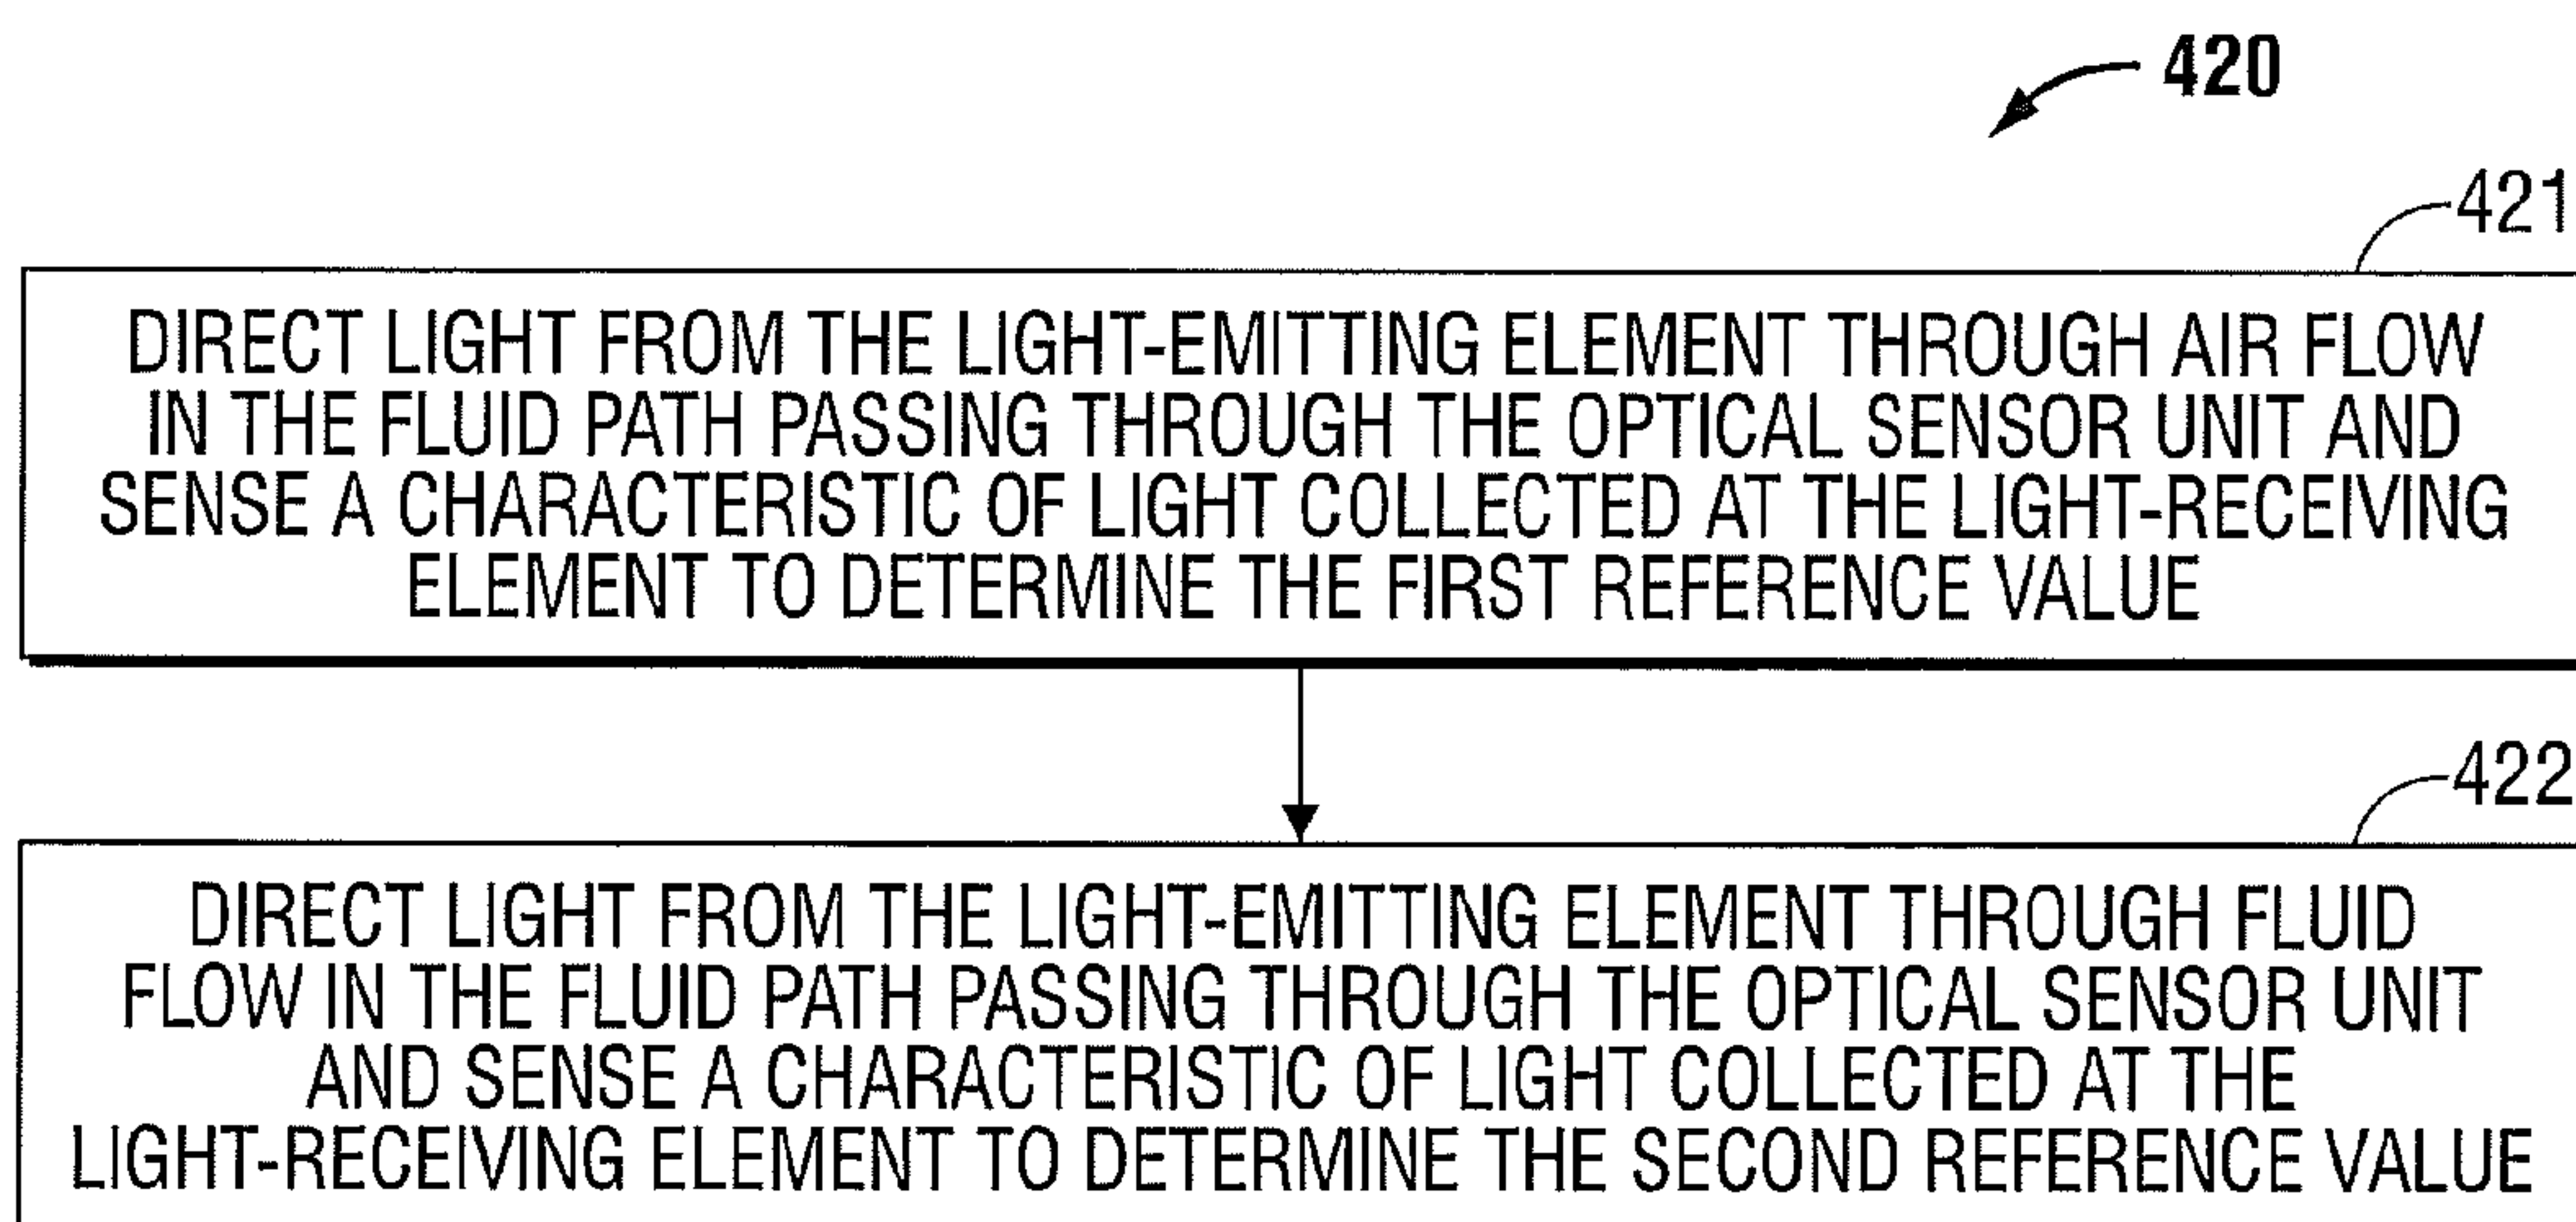 420
421
DIRECT LIGHT FROM THE LIGHT-EMITTING ELEMENT THROUGH AIR FLOW
IN THE FLUID PATH PASSING THROUGH THE OPTICAL SENSOR UNIT AND
SENSE A CHARACTERISTIC OF LIGHT COLLECTED AT THE LIGHT-RECEIVING
ELEMENT TO DETERMINE THE FIRST REFERENCE VALUE
422
DIRECT LIGHT FROM THE LIGHT-EMITTING ELEMENT THROUGH FLUID
FLOW IN THE FLUID PATH PASSING THROUGH THE OPTICAL SENSOR UNIT
AND SENSE A CHARACTERISTIC OF LIGHT COLLECTED AT THE
LIGHT-RECEIVING ELEMENT TO DETERMINE THE SECOND REFERENCE VALUE